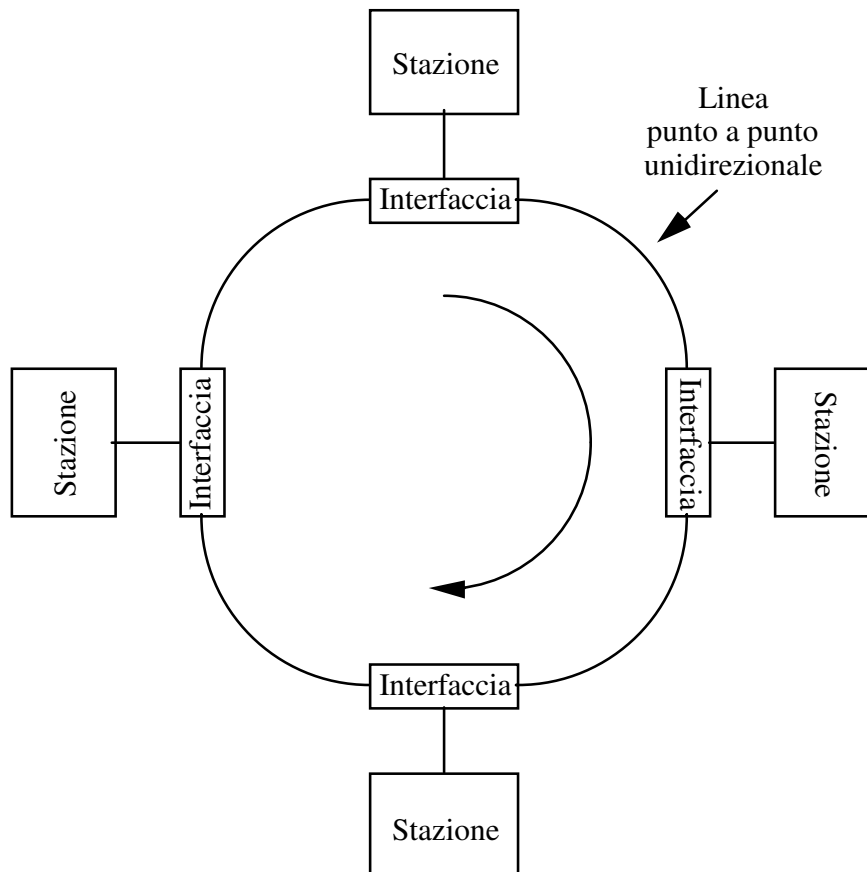 Stazione
Linea
punto a punto
unidirezionale
Interfaccia
Stazione
Interfaccia
Interfaccia
Stazione
Interfaccia
Stazione